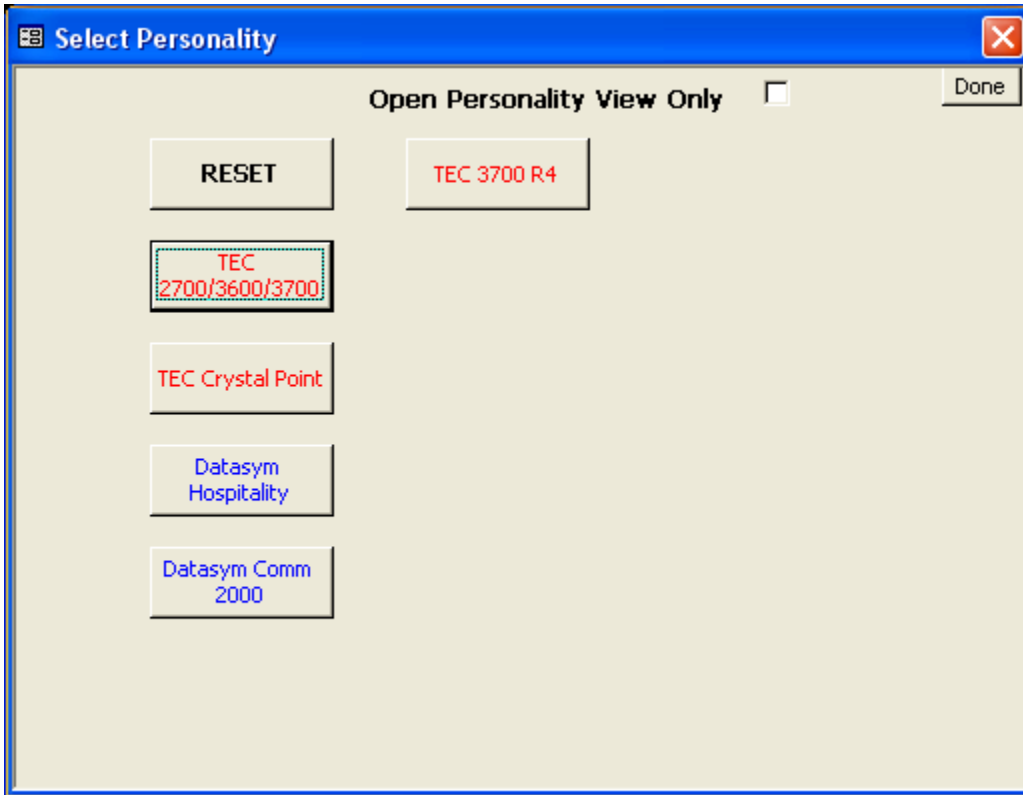 Select Personality
Open Personality View Only
Done
RESET
TEC 3700 R4
TEC
2700/3600/3700
TEC Crystal Point
Datasym
Hospitality
Datasym Comm
2000